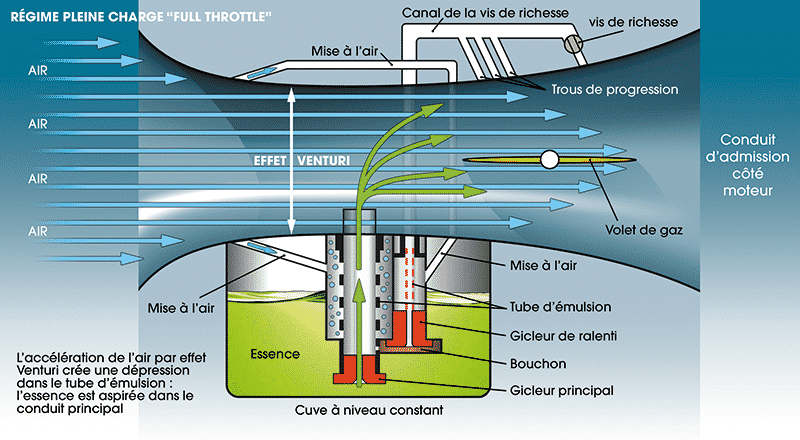 RÉGIME PLEINE CHARGE “FULL THROTTLE”
Canal de la vis de richesse
vis de richesse
Mise à l’air
AIR
Trous de progression
AIR
EFFET VENTURI
Conduit
d’admission
côté
moteur
AIR
Volet de gaz
AIR
Mise à l’air
Mise à l’air
Tube d’émulsion
Gicleur de ralenti
Essence
Bouchon
Gicleur principal
L’accélération de l’air par effet
Venturi crée une dépression
dans le tube d’émulsion :
l’essence est aspirée dans le
conduit principal
Cuve à niveau constant